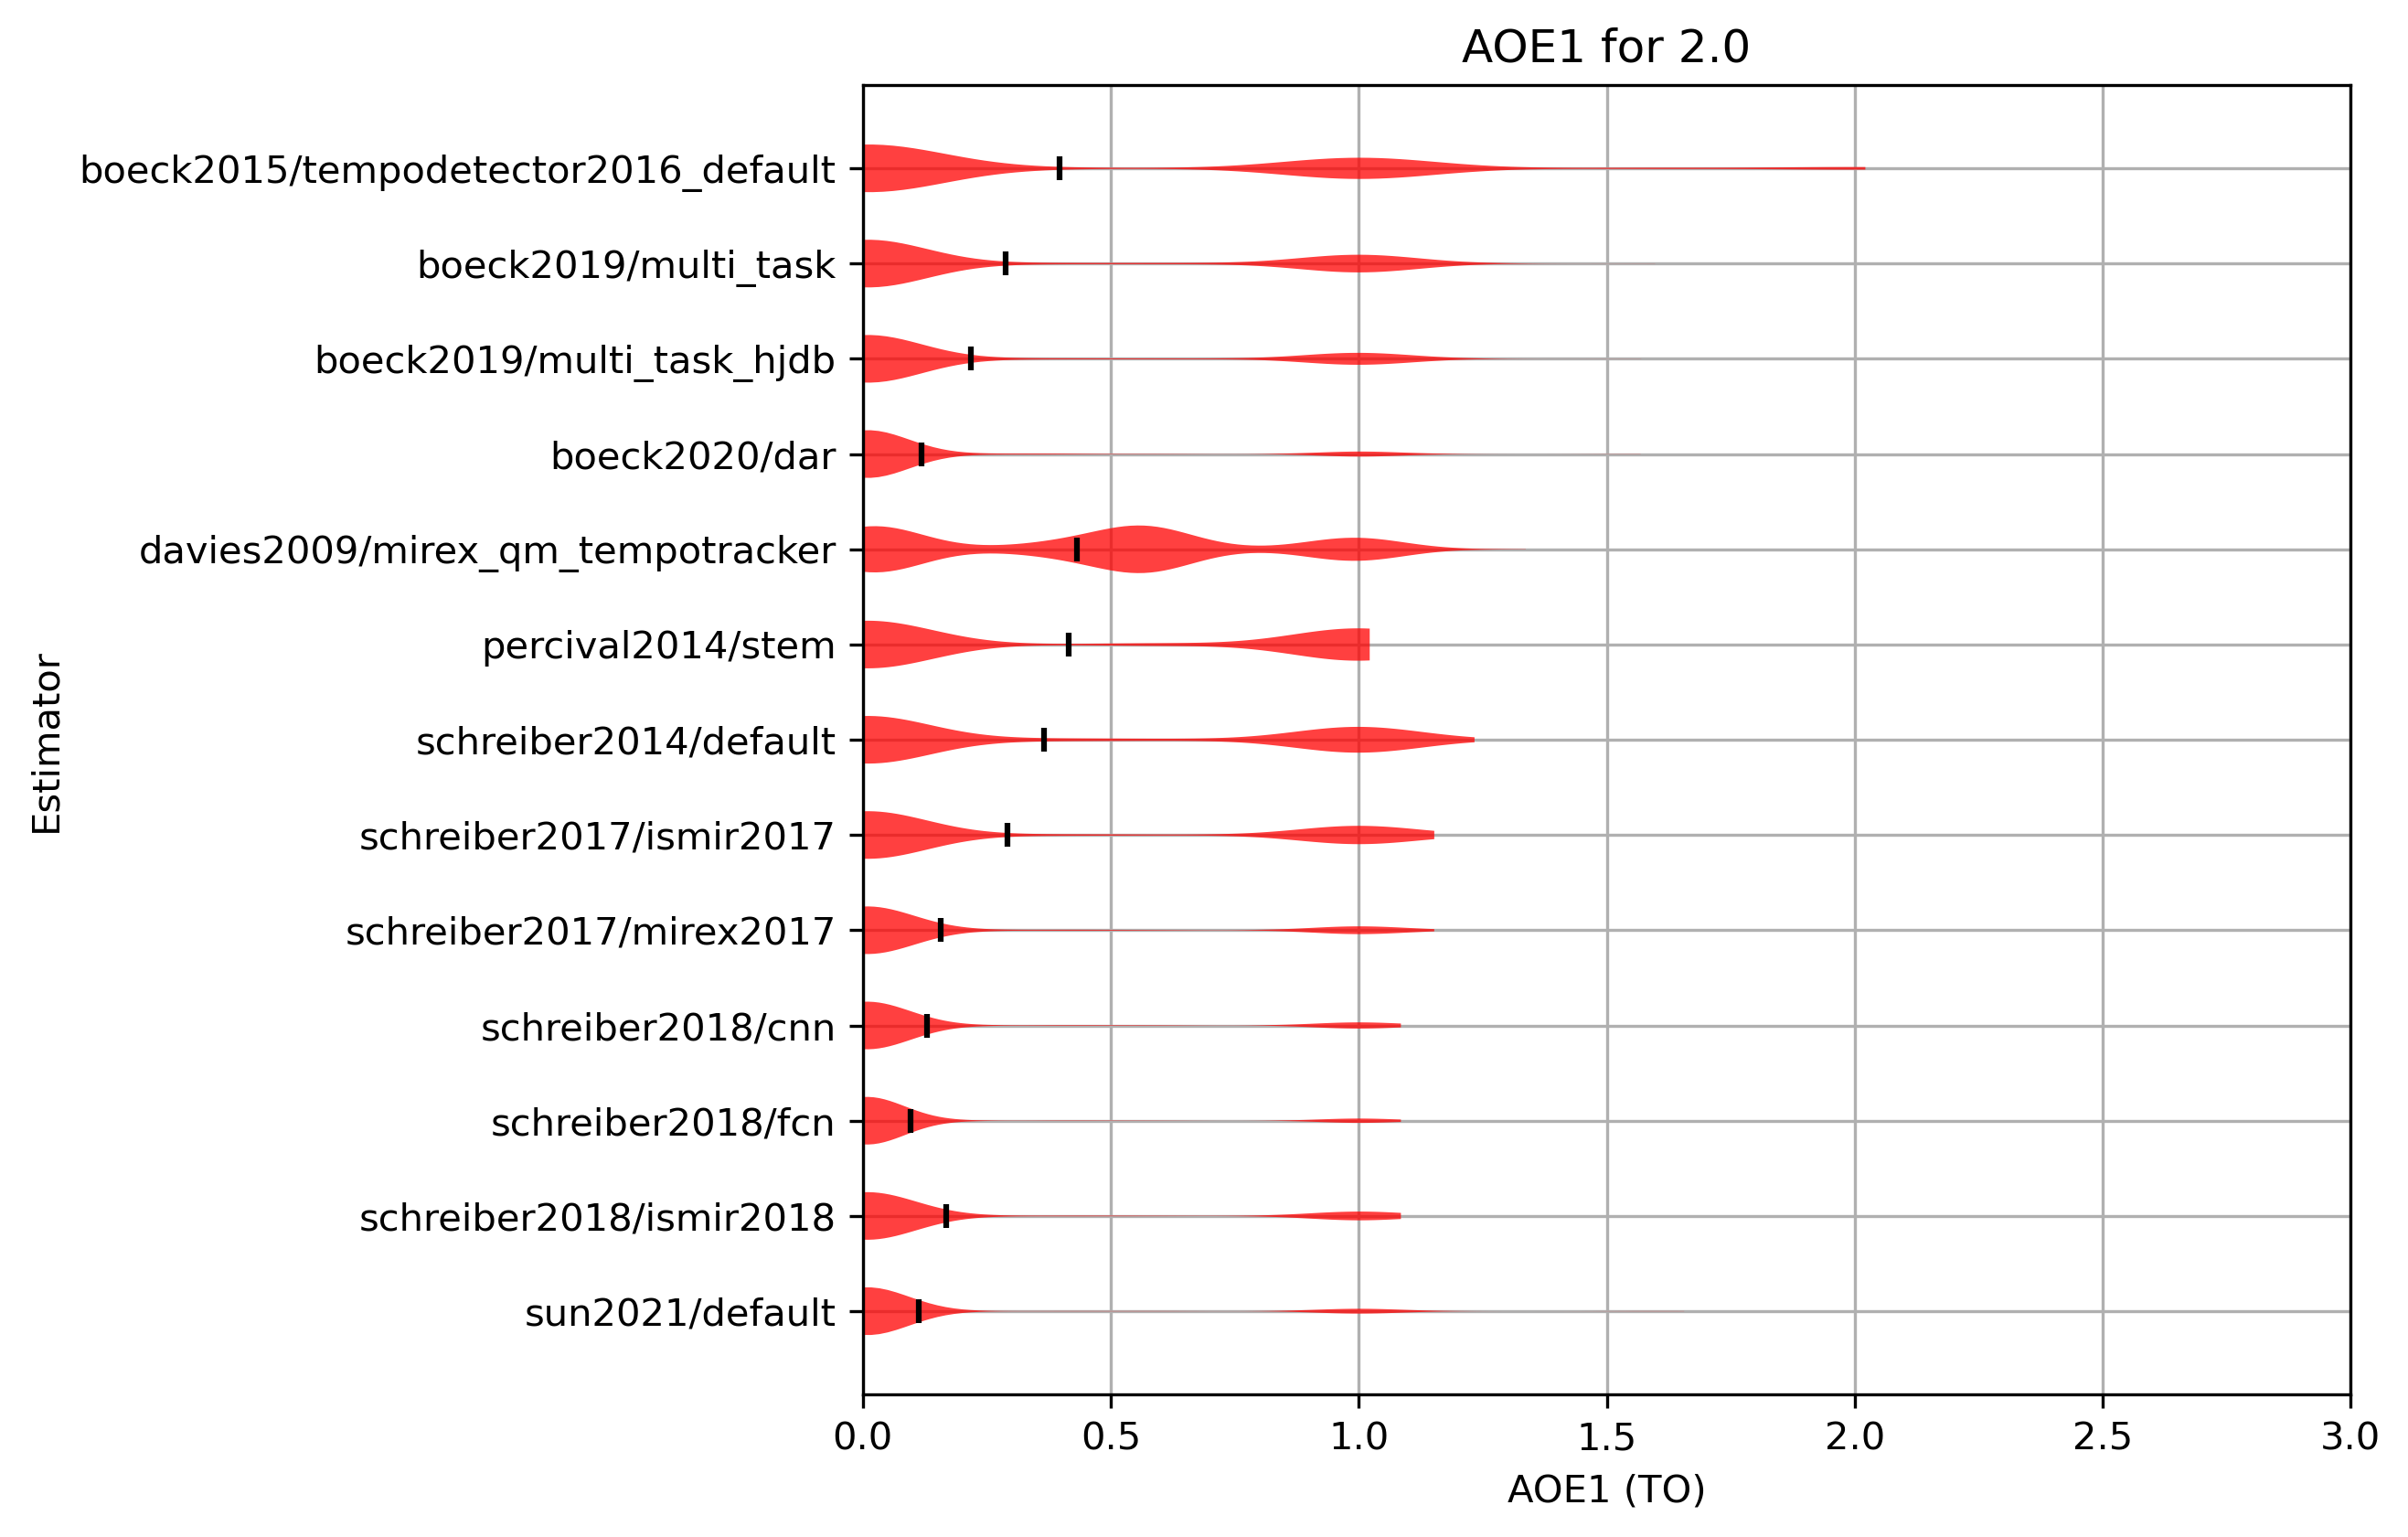 AOE1 for 2.0
boeck2015/tempodetector2016_default
boeck2019/multi_task
boeck2019/multi_task_hjdb
boeck2020/dar
davies2009/mirex_qm_tempotracker
percival2014/stem
schreiber2014/default
schreiber2017/ismir2017
schreiber2017/mirex2017
schreiber2018/cnn
schreiber2018/fcn
schreiber2018/ismir2018
sun2021/default
Estimator
0.0 0.5 1.0 1.5 2.0 2.5 3.0
AOE1 (TO)